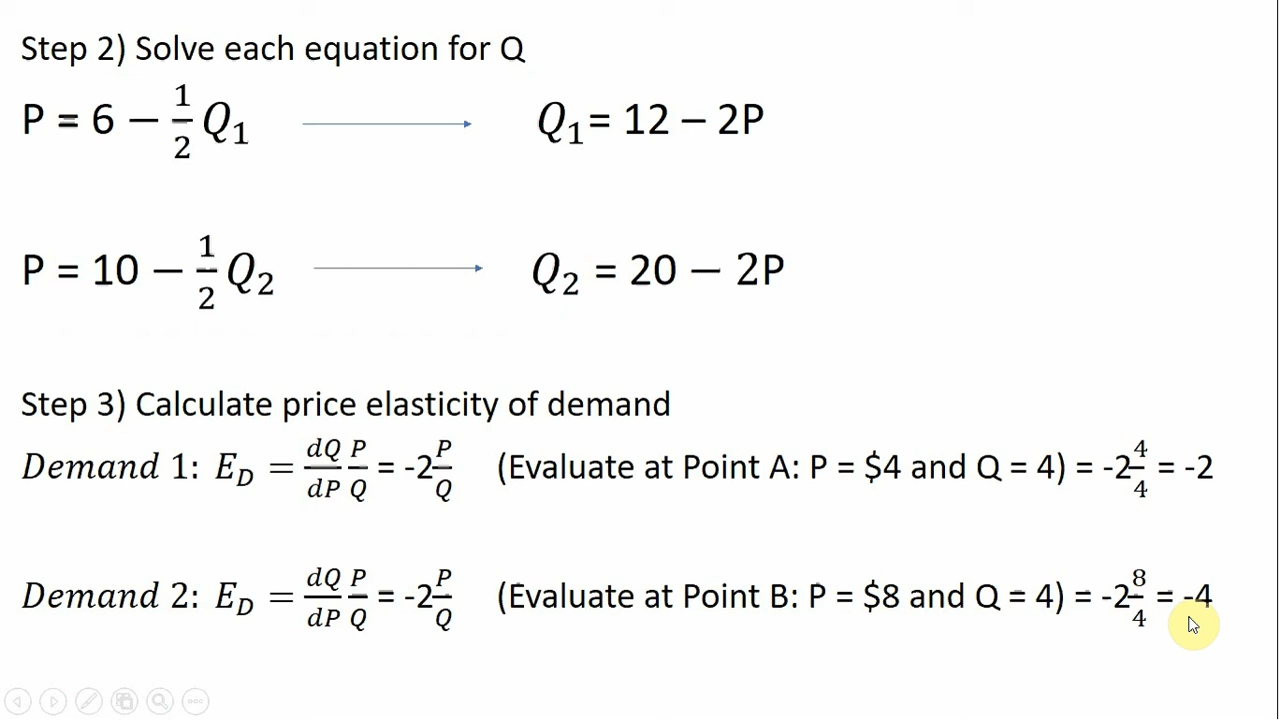 Step 2) Solve each equation for Q
P = 6 − 1/2 Q₁ Q₁= 12 − 2P
P = 10 − 1/2 Q₂ Q₂ = 20 − 2P
Step 3) Calculate price elasticity of demand
Demand 1: E_D = dQ/dP P/Q = -2 P/Q (Evaluate at Point A: P = $4 and Q = 4) = -2 4/4 = -2
Demand 2: E_D = dQ/dP P/Q = -2 P/Q (Evaluate at Point B: P = $8 and Q = 4) = -2 8/4 = -4